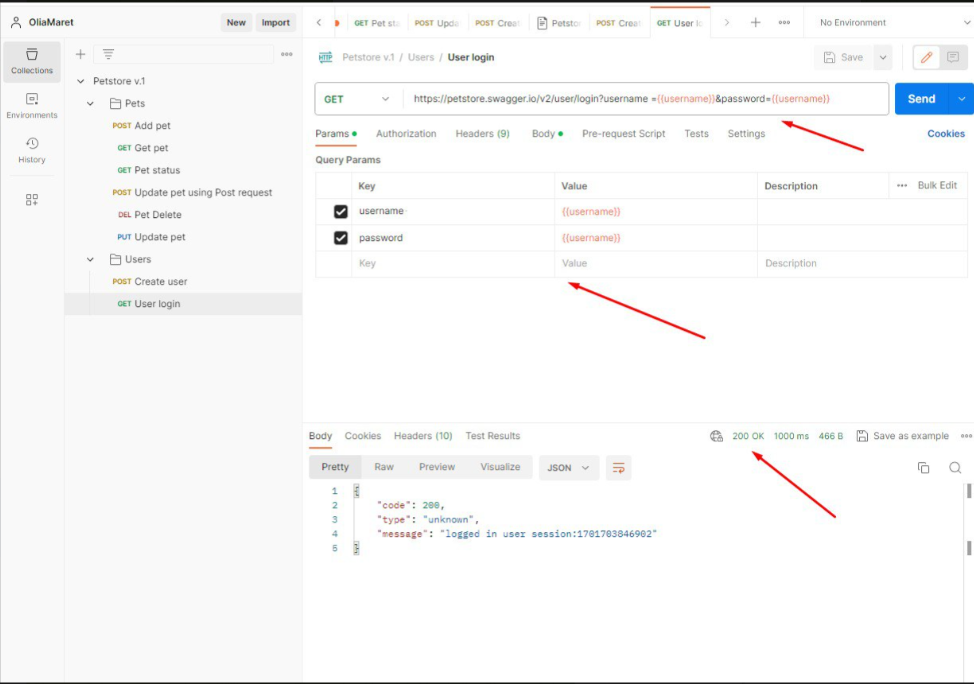 OliaMaret
New
Import
GET Pet sta
POST Upda
POST Creat
Petstor
POST Creat
GET User lo
No Environment
Collections
Environments
History
Petstore v.1
Pets
POST Add pet
GET Get pet
GET Pet status
POST Update pet using Post request
DEL Pet Delete
PUT Update pet
Users
POST Create user
GET User login
HTTP
Petstore v.1 / Users / User login
Save
GET
https://petstore.swagger.io/v2/user/login?username ={{username}}&password={{username}}
Send
Params
Authorization
Headers (9)
Body
Pre-request Script
Tests
Settings
Cookies
Query Params
Key Value Description ••• Bulk Edit
username {{username}}
password {{username}}
Key Value Description
Body
Cookies
Headers (10)
Test Results
200 OK 1000 ms 466 B
Save as example
Pretty Raw Preview Visualize JSON
1 {
2 "code": 200,
3 "type": "unknown",
4 "message": "logged in user session:1701703846902"
5 }